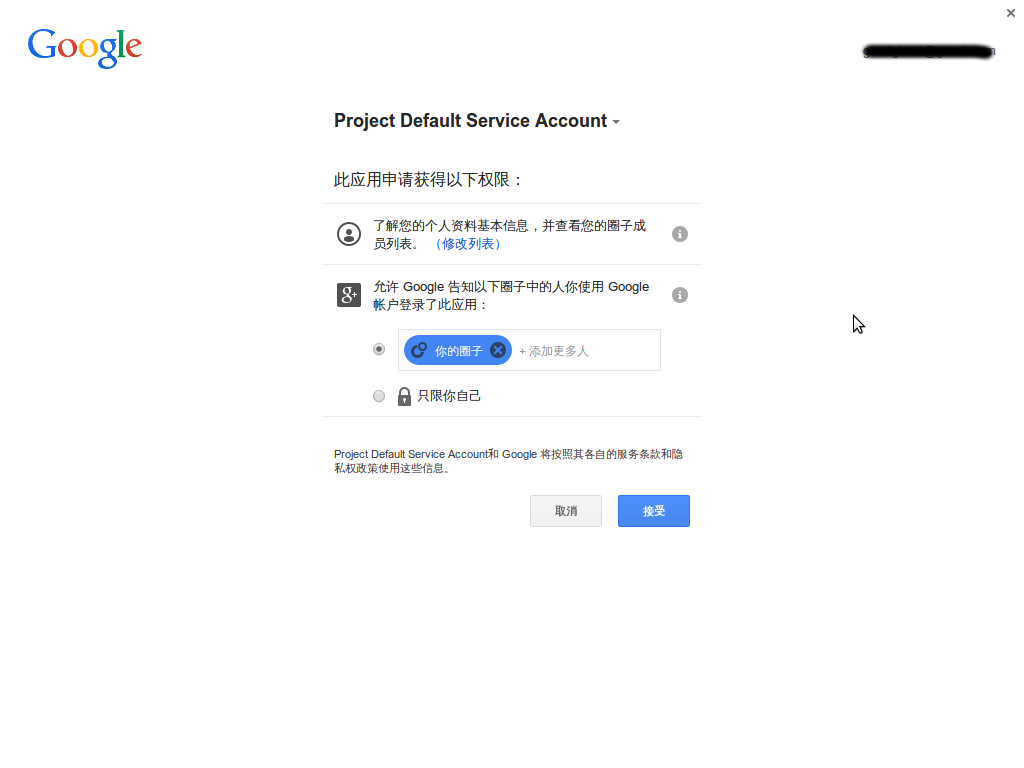 Google
Project Default Service Account
此应用申请获得以下权限：
了解您的个人资料基本信息，并查看您的圈子成
员列表。（修改列表）
允许 Google 告知以下圈子中的人你使用 Google
帐户登录了此应用：
你的圈子 + 添加更多人
只限你自己
Project Default Service Account和 Google 将按照其各自的服务条款和隐
私权政策使用这些信息。
取消 接受